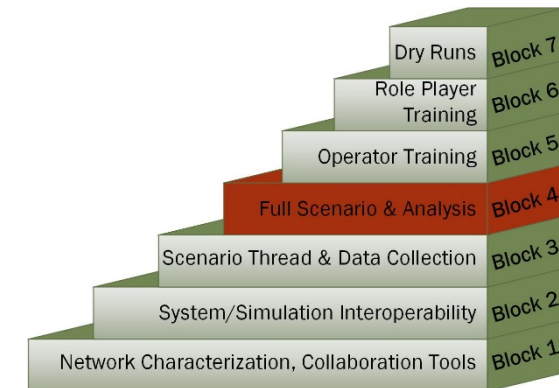 Dry Runs
Block 7
Role Player
Training
Block 6
Operator Training
Block 5
Full Scenario & Analysis
Block 4
Scenario Thread & Data Collection
Block 3
System/Simulation Interoperability
Block 2
Network Characterization, Collaboration Tools
Block 1